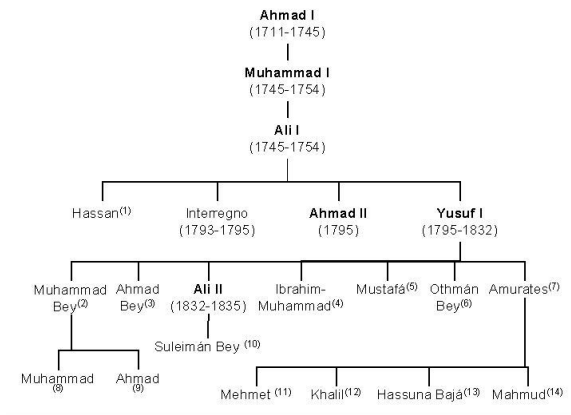 Ahmad I
(1711-1745)
Muhammad I
(1745-1754)
Ali I
(1745-1754)
Hassan(1)
Interregno
(1793-1795)
Ahmad II
(1795)
Yusuf I
(1795-1832)
Muhammad
Bey(2)
Ahmad
Bey(3)
Ali II
(1832-1835)
Ibrahim-
Muhammad(4)
Mustafá(5)
Othmán
Bey(6)
Amurates(7)
Suleimán Bey (10)
Muhammad
(8)
Ahmad
(9)
Mehmet (11)
Khalil(12)
Hassuna Bajá(13)
Mahmud(14)